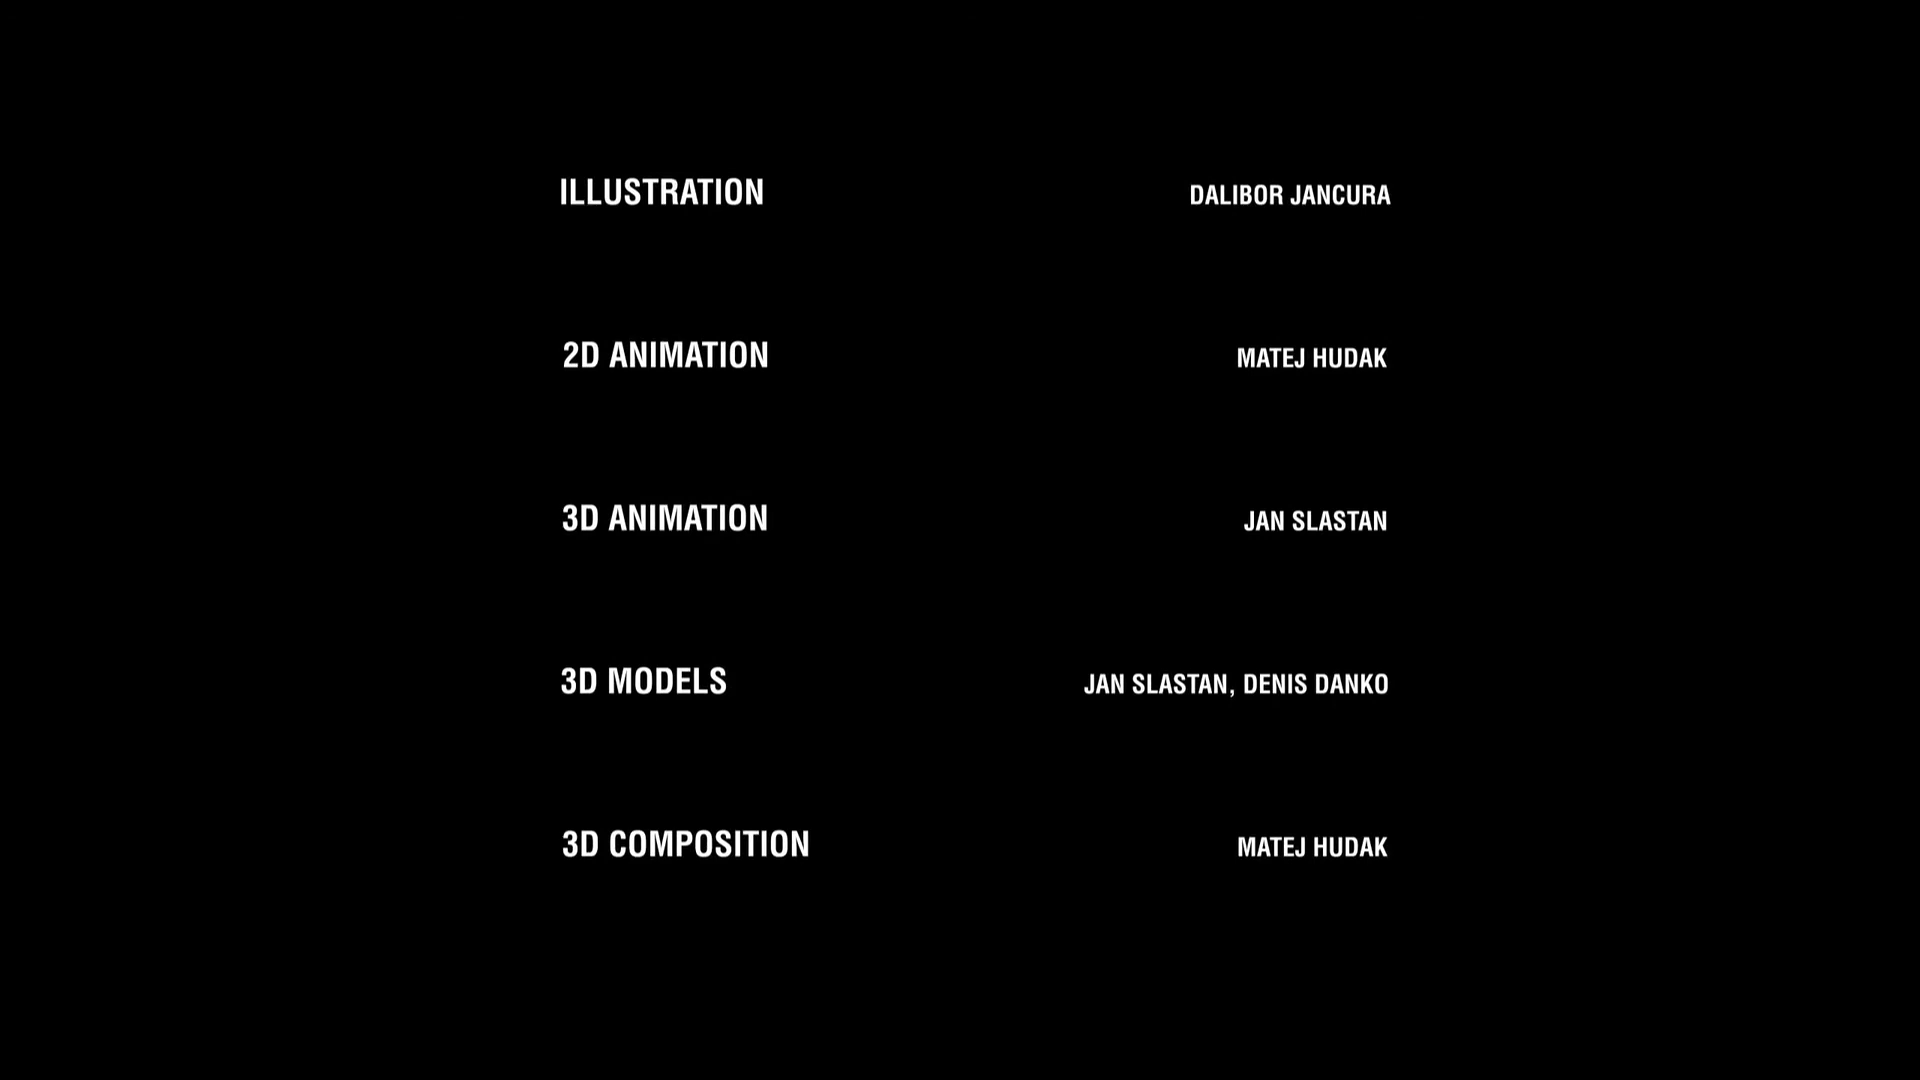 ILLUSTRATION DALIBOR JANCURA
2D ANIMATION MATEJ HUDAK
3D ANIMATION JAN SLASTAN
3D MODELS JAN SLASTAN, DENIS DANKO
3D COMPOSITION MATEJ HUDAK